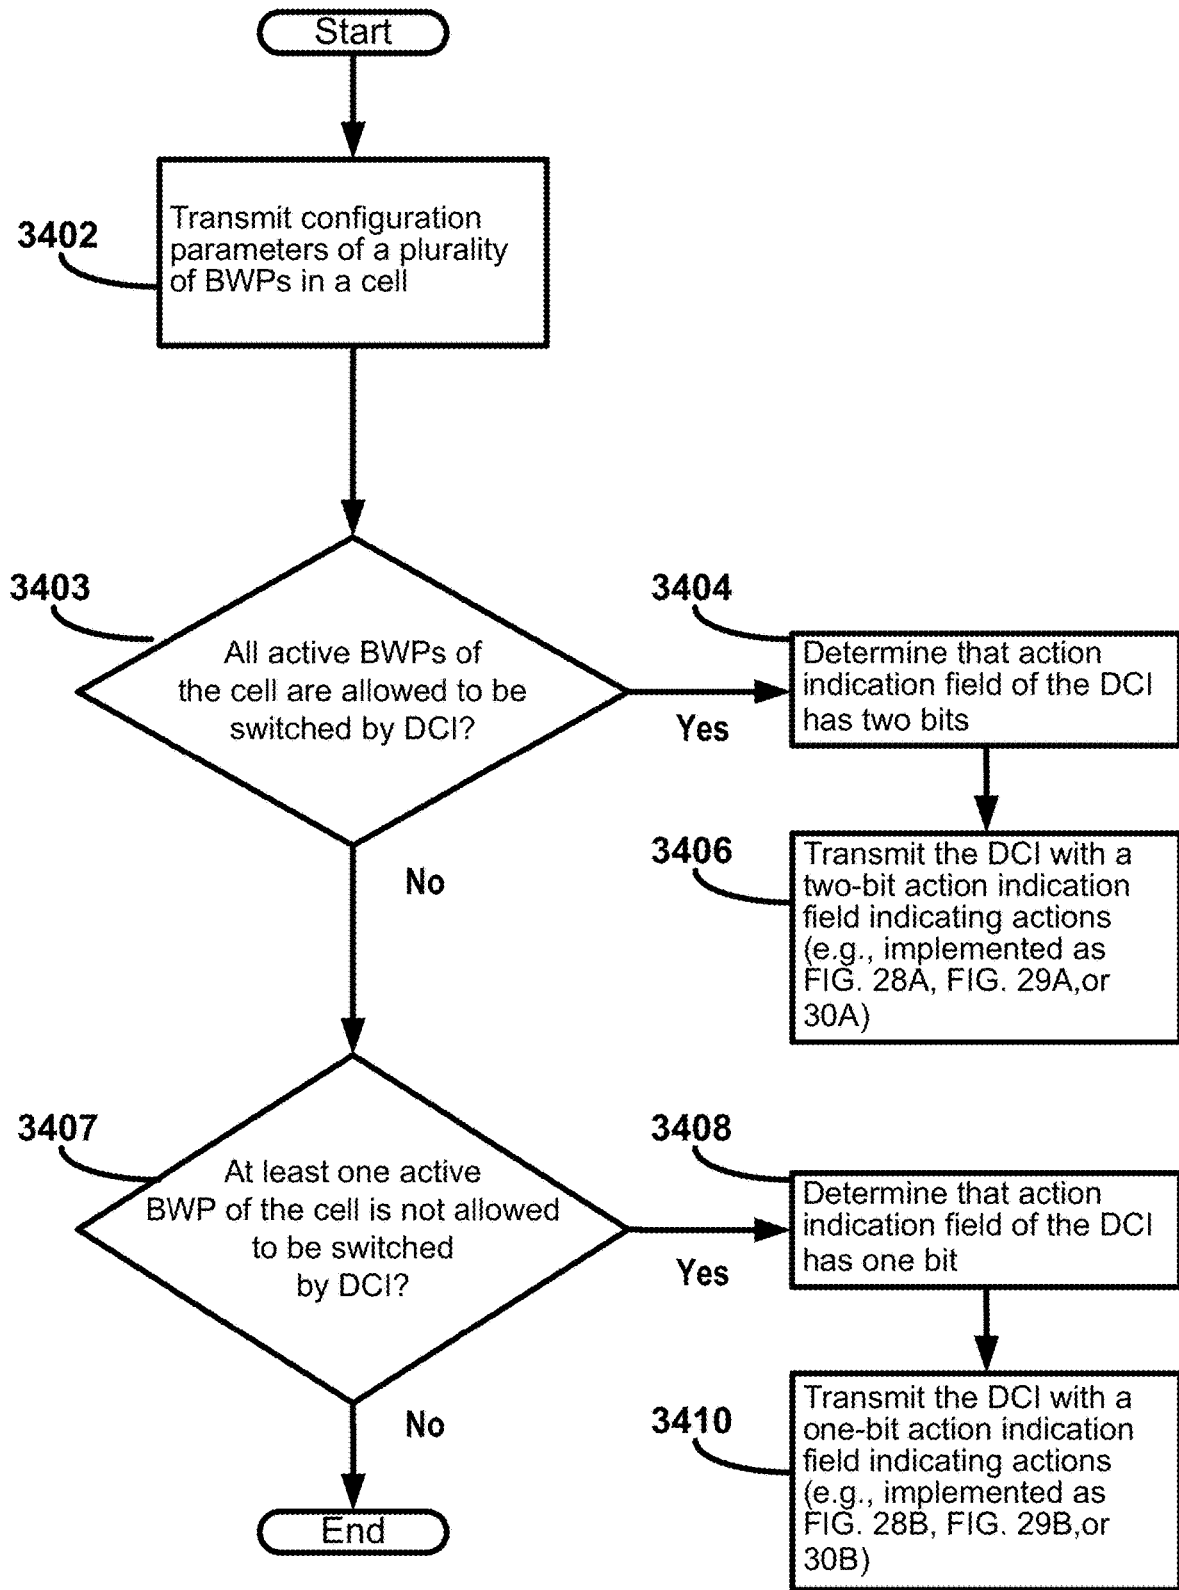 Start
3402
Transmit configuration
parameters of a plurality
of BWPs in a cell
3403
All active BWPs of
the cell are allowed to be
switched by DCI?
Yes
No
3404
Determine that action
indication field of the DCI
has two bits
3406
Transmit the DCI with a
two-bit action indication
field indicating actions
(e.g., implemented as
FIG. 28A, FIG. 29A,or
30A)
3407
At least one active
BWP of the cell is not allowed
to be switched
by DCI?
Yes
No
3408
Determine that action
indication field of the DCI
has one bit
3410
Transmit the DCI with a
one-bit action indication
field indicating actions
(e.g., implemented as
FIG. 28B, FIG. 29B,or
30B)
End